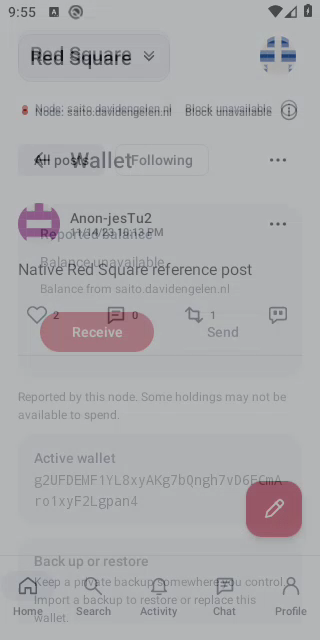 9:55
Red Square
Node: saito.davidengelen.nl Block unavailable
All posts
Wallet
Following
Anon-jesTu2
11/14/23 10:13 PM
Reported balance
Balance unavailable
Native Red Square reference post
Balance from saito.davidengelen.nl
2 0 1
Receive Send
Reported by this node. Some holdings may not be
available to spend.
Active wallet
g2UFDEMF1YL8xyAKg7bQngh7vD6FCmA
ro1xyF2Lgpan4
Back up or restore
Keep a private backup somewhere you control.
Import a backup to restore or replace this
wallet.
Home Search Activity Chat Profile